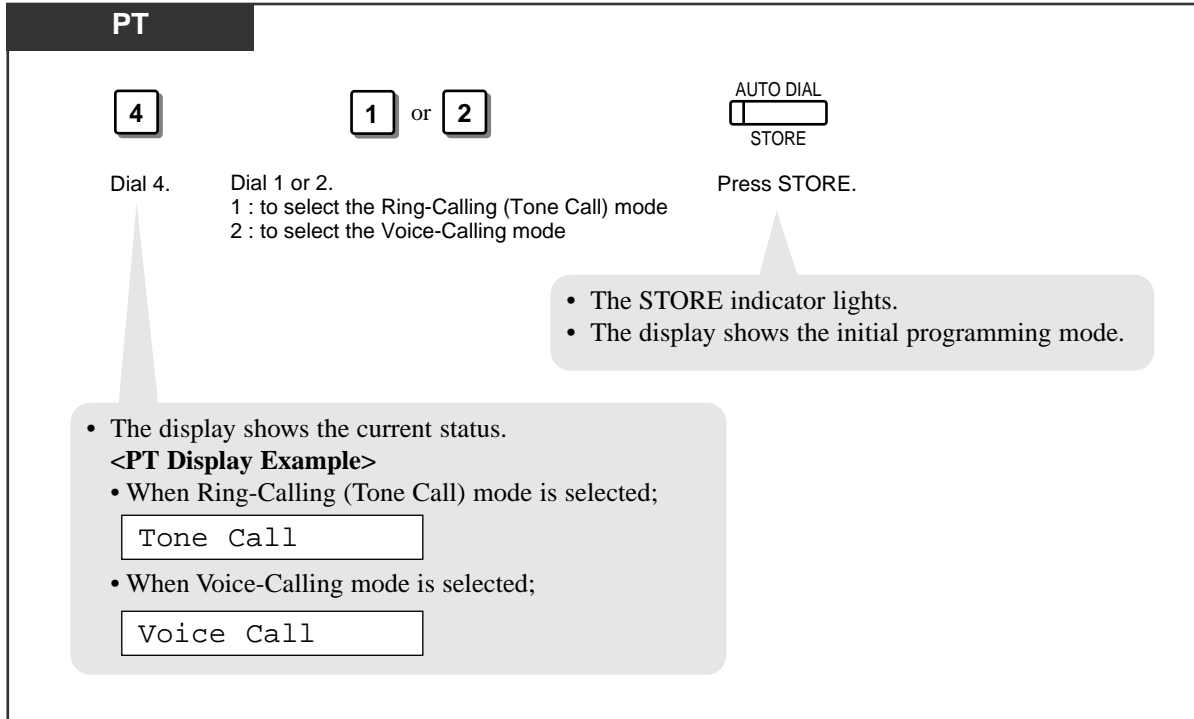 PT
4
1 or 2
AUTO DIAL
STORE
Dial 4.
Dial 1 or 2.
1 : to select the Ring-Calling (Tone Call) mode
2 : to select the Voice-Calling mode
Press STORE.
• The STORE indicator lights.
• The display shows the initial programming mode.
• The display shows the current status.
<PT Display Example>
• When Ring-Calling (Tone Call) mode is selected;
Tone Call
• When Voice-Calling mode is selected;
Voice Call